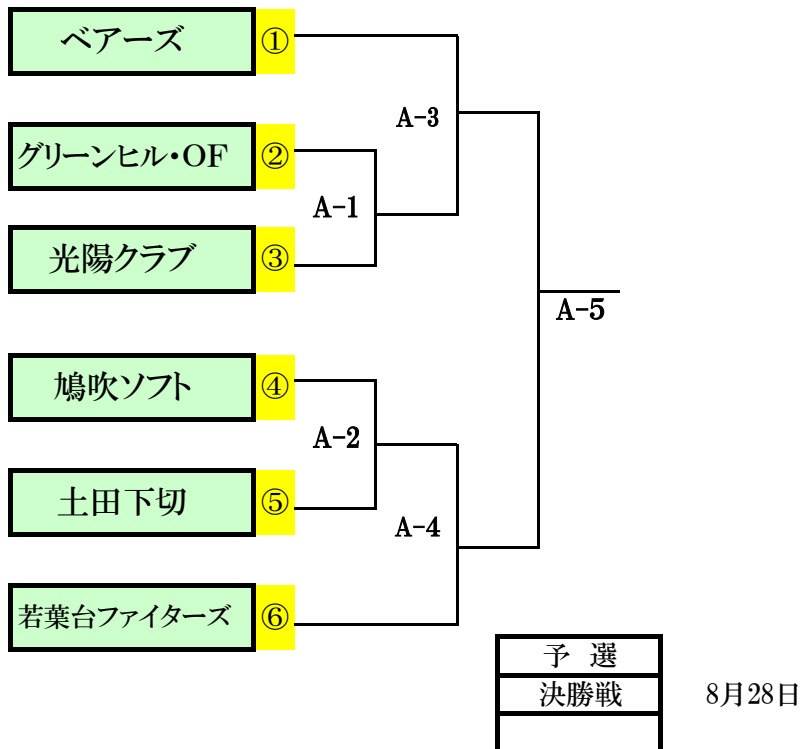 ベアーズ ①
A-3
グリーンヒル・OF ②
A-1
光陽クラブ ③
A-5
鳩吹ソフト ④
A-2
土田下切 ⑤
A-4
若葉台ファイターズ ⑥
予 選
決勝戦 8月28日